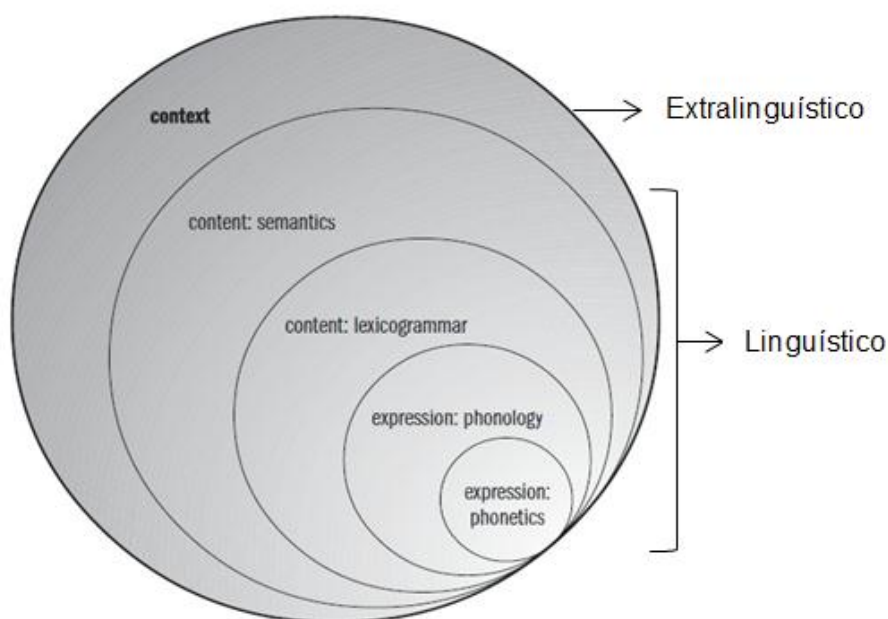 context
Extralinguístico
content: semantics
content: lexicogrammar
Linguístico
expression: phonology
expression:
phonetics